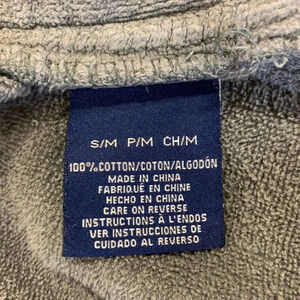 S/M P/M CH/M
100% COTTON/COTON/ALGODÓN
MADE IN CHINA
FABRIQUÉ EN CHINE
HECHO EN CHINA
CARE ON REVERSE
INSTRUCTIONS À L'ENDOS
VER INSTRUCCIONES DE
CUIDADO AL REVERSO